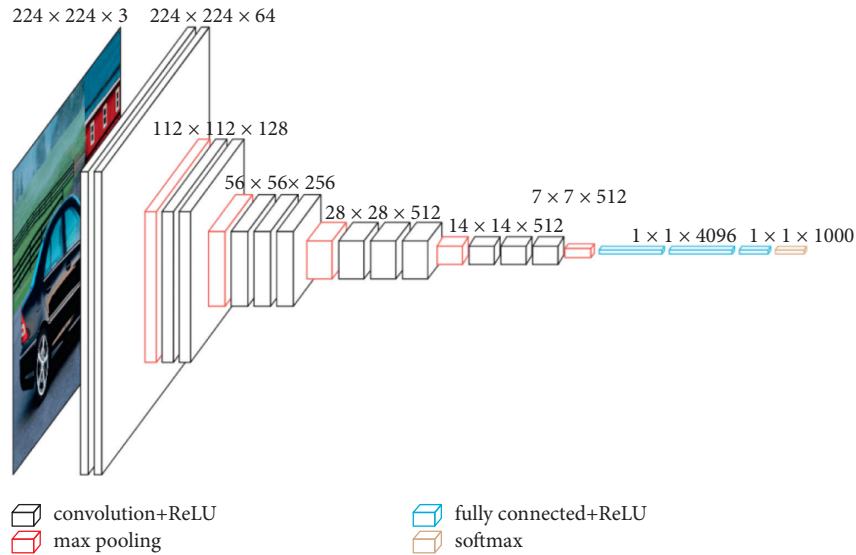 224 × 224 × 3
224 × 224 × 64
112 × 112 × 128
56 × 56× 256
28 × 28 × 512
14 × 14 × 512
7 × 7 × 512
1 × 1 × 4096
1 × 1 × 1000
convolution+ReLU
max pooling
fully connected+ReLU
softmax